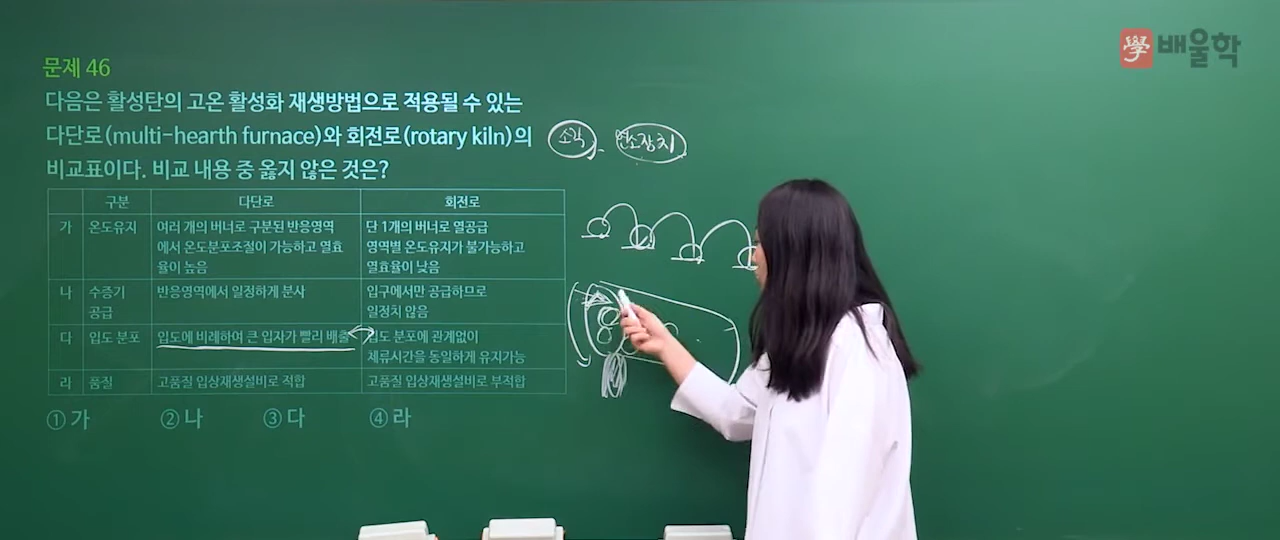 學 배울학
문제 46
다음은 활성탄의 고온 활성화 재생방법으로 적용될 수 있는
다단로(multi-hearth furnace)와 회전로(rotary kiln)의
비교표이다. 비교 내용 중 옳지 않은 것은?
소각 연소장치
구분 다단로 회전로
가 온도유지 여러 개의 버너로 구분된 반응영역 단 1개의 버너로 열공급
에서 온도분포조절이 가능하고 열효 영역별 온도유지가 불가능하고
율이 높음 열효율이 낮음
나 수증기 반응영역에서 일정하게 분사 입구에서만 공급하므로
공급 일정치 않음
다 입도 분포 입도에 비례하여 큰 입자가 빨리 배출 입도 분포에 관계없이
체류시간을 동일하게 유지가능
라 품질 고품질 입상재생설비로 적합 고품질 입상재생설비로 부적합
① 가 ② 나 ③ 다 ④ 라